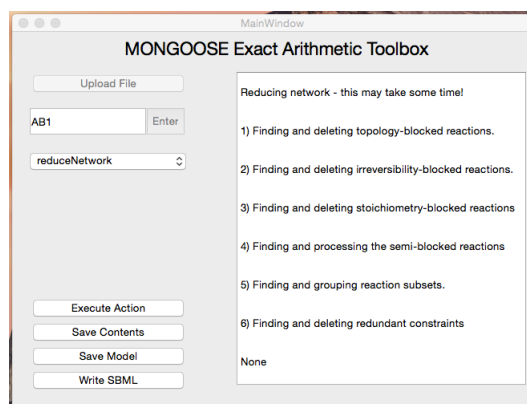 MainWindow
MONGOOSE Exact Arithmetic Toolbox
Upload File
AB1
Enter
reduceNetwork
Execute Action
Save Contents
Save Model
Write SBML
Reducing network - this may take some time!
1) Finding and deleting topology-blocked reactions.
2) Finding and deleting irreversibility-blocked reactions.
3) Finding and deleting stoichiometry-blocked reactions
4) Finding and processing the semi-blocked reactions
5) Finding and grouping reaction subsets.
6) Finding and deleting redundant constraints
None